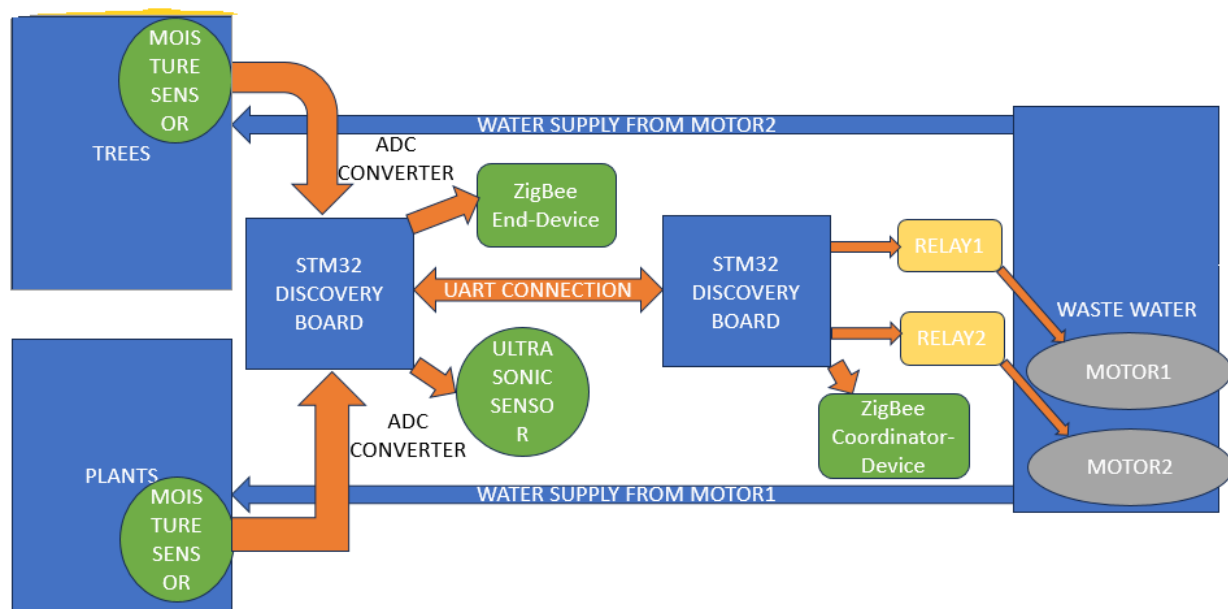 MOIS
TURE
SENS
OR
TREES
WATER SUPPLY FROM MOTOR2
ADC
CONVERTER
ZigBee
End-Device
STM32
DISCOVERY
BOARD
UART CONNECTION
STM32
DISCOVERY
BOARD
RELAY1
RELAY2
WASTE WATER
MOTOR1
MOTOR2
ULTRA
SONIC
SENSO
R
ADC
CONVERTER
ZigBee
Coordinator-
Device
PLANTS
MOIS
TURE
SENS
OR
WATER SUPPLY FROM MOTOR1